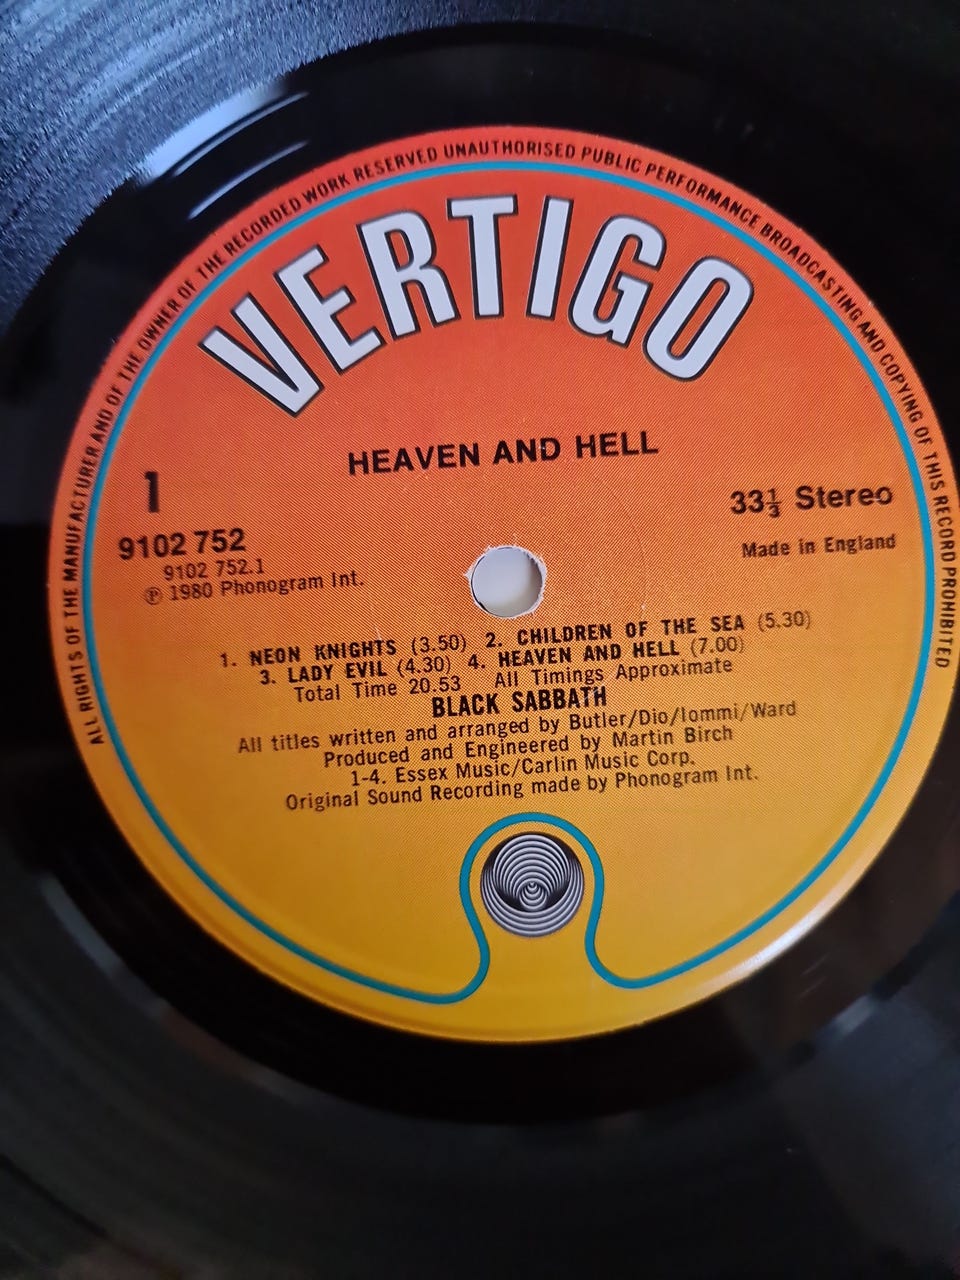 ALL RIGHTS OF THE MANUFACTURER AND OF THE OWNER OF THE RECORDED WORK RESERVED UNAUTHORISED PUBLIC PERFORMANCE BROADCASTING AND COPYING OF THIS RECORD PROHIBITED
VERTIGO
HEAVEN AND HELL
1
33⅓ Stereo
9102 752
Made in England
9102 752.1
℗ 1980 Phonogram Int.
1. NEON KNIGHTS (3.50) 2. CHILDREN OF THE SEA (5.30)
3. LADY EVIL (4.30) 4. HEAVEN AND HELL (7.00)
Total Time 20.53 All Timings Approximate
BLACK SABBATH
All titles written and arranged by Butler/Dio/Iommi/Ward
Produced and Engineered by Martin Birch
1-4. Essex Music/Carlin Music Corp.
Original Sound Recording made by Phonogram Int.